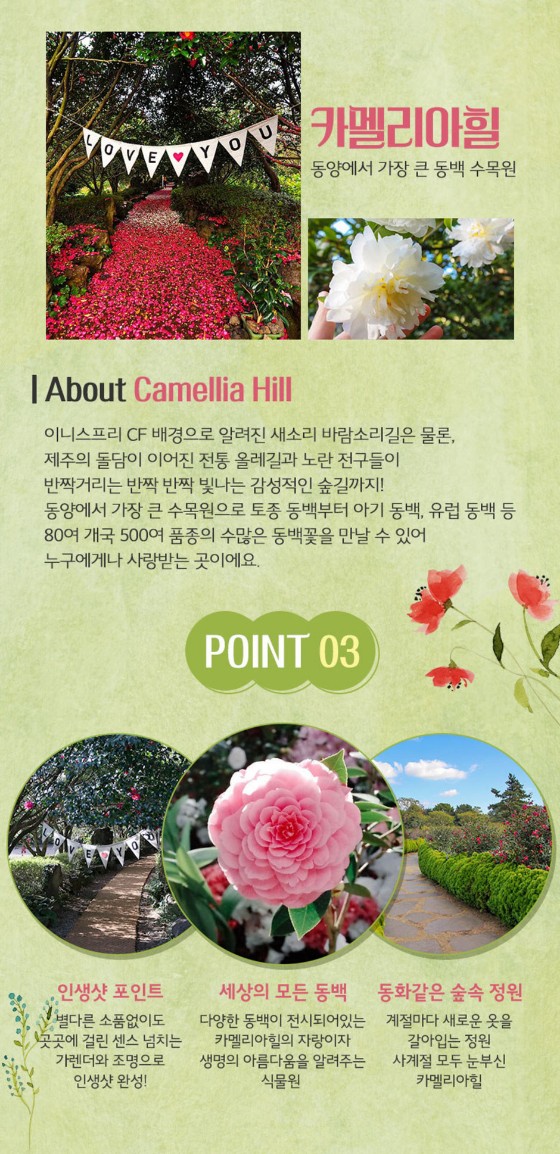 LOVE♥YOU
카멜리아힐
동양에서 가장 큰 동백 수목원
About Camellia Hill
이니스프리 CF 배경으로 알려진 새소리 바람소리길은 물론,
제주의 돌담이 이어진 전통 올레길과 노란 전구들이
반짝거리는 반짝 반짝 빛나는 감성적인 숲길까지!
동양에서 가장 큰 수목원으로 토종 동백부터 아기 동백, 유럽 동백 등
80여 개국 500여 품종의 수많은 동백꽃을 만날 수 있어
누구에게나 사랑받는 곳이에요.
POINT 03
LOVE♥YOU
인생샷 포인트
별다른 소품없이도
곳곳에 걸린 센스 넘치는
가렌더와 조명으로
인생샷 완성!
세상의 모든 동백
다양한 동백이 전시되어있는
카멜리아힐의 자랑이자
생명의 아름다움을 알려주는
식물원
동화같은 숲속 정원
계절마다 새로운 옷을
갈아입는 정원
사계절 모두 눈부신
카멜리아힐